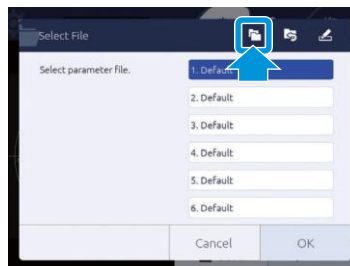 Select File
Select parameter file.
1. Default
2. Default
3. Default
4. Default
5. Default
6. Default
Cancel
OK